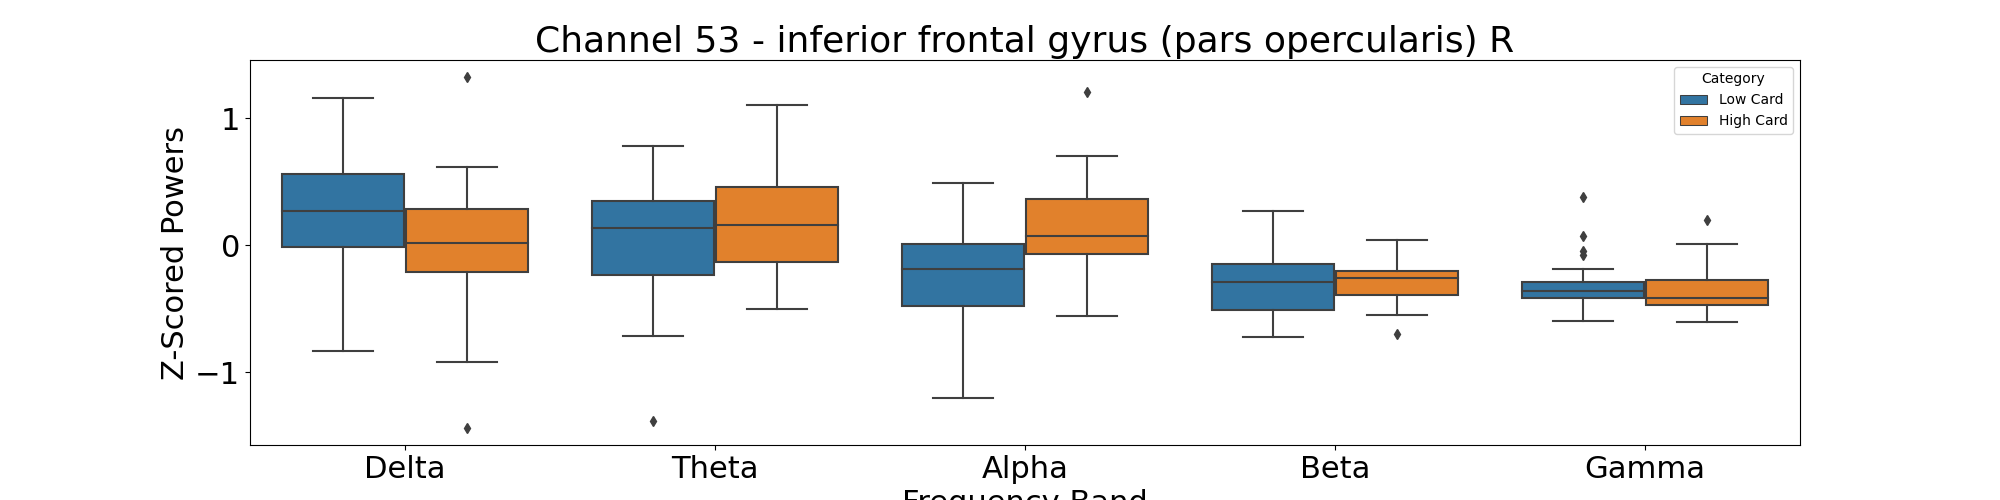 Channel 53 - inferior frontal gyrus (pars opercularis) R
Category
Low Card
High Card
Z-Scored Powers
1
0
−1
Delta
Theta
Alpha
Beta
Gamma
Frequency Band